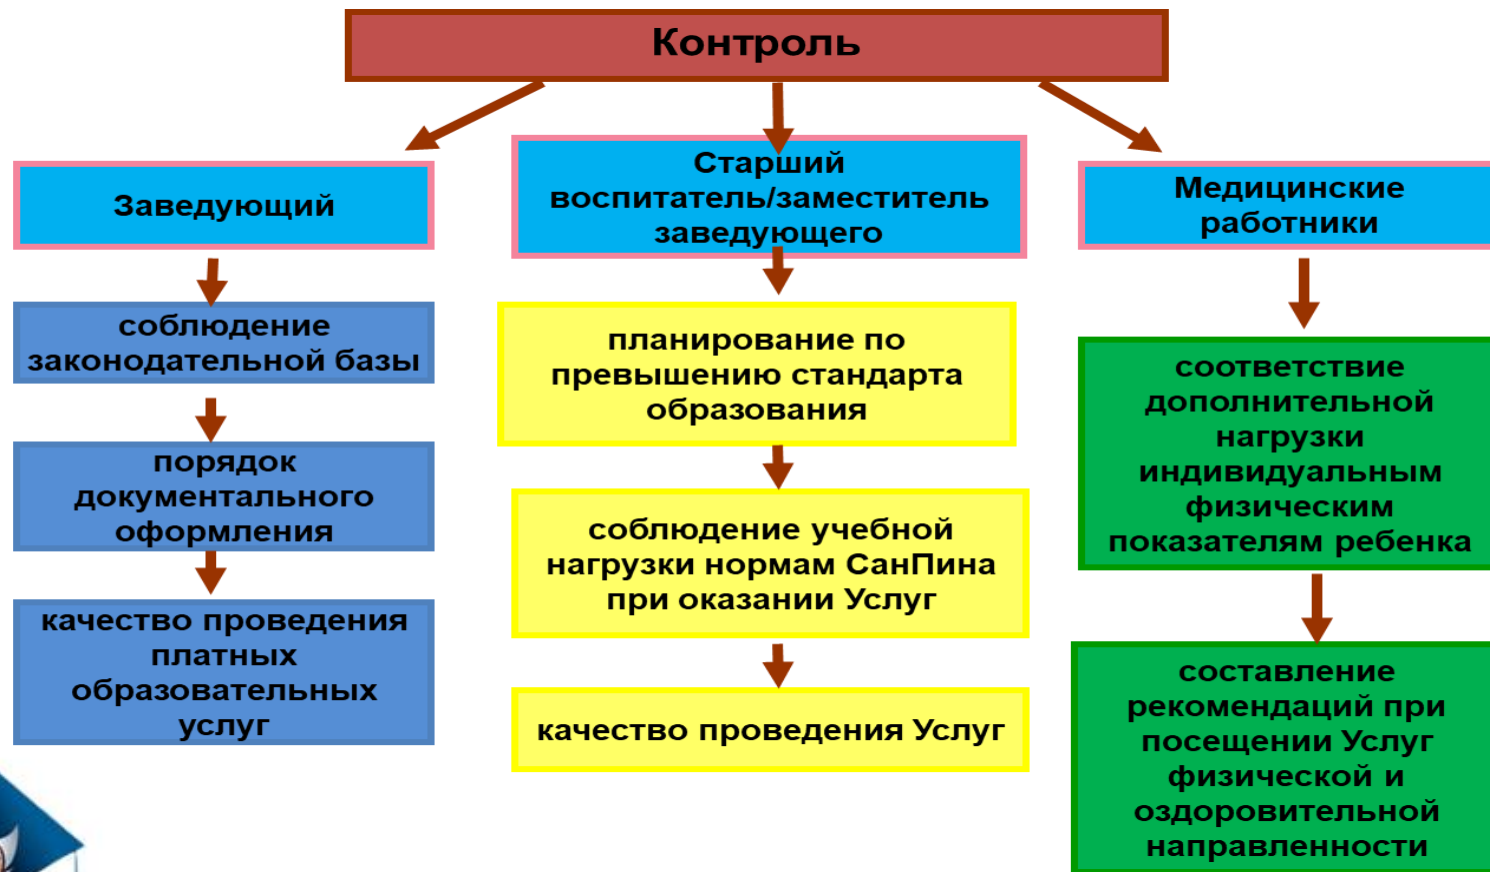 Контроль
Заведующий
соблюдение
законодательной базы
порядок
документального
оформления
качество проведения
платных
образовательных
услуг
Старший
воспитатель/заместитель
заведующего
планирование по
превышению стандарта
образования
соблюдение учебной
нагрузки нормам СанПина
при оказании Услуг
качество проведения Услуг
Медицинские
работники
соответствие
дополнительной
нагрузки
индивидуальным
физическим
показателям ребенка
составление
рекомендаций при
посещении Услуг
физической и
оздоровительной
направленности